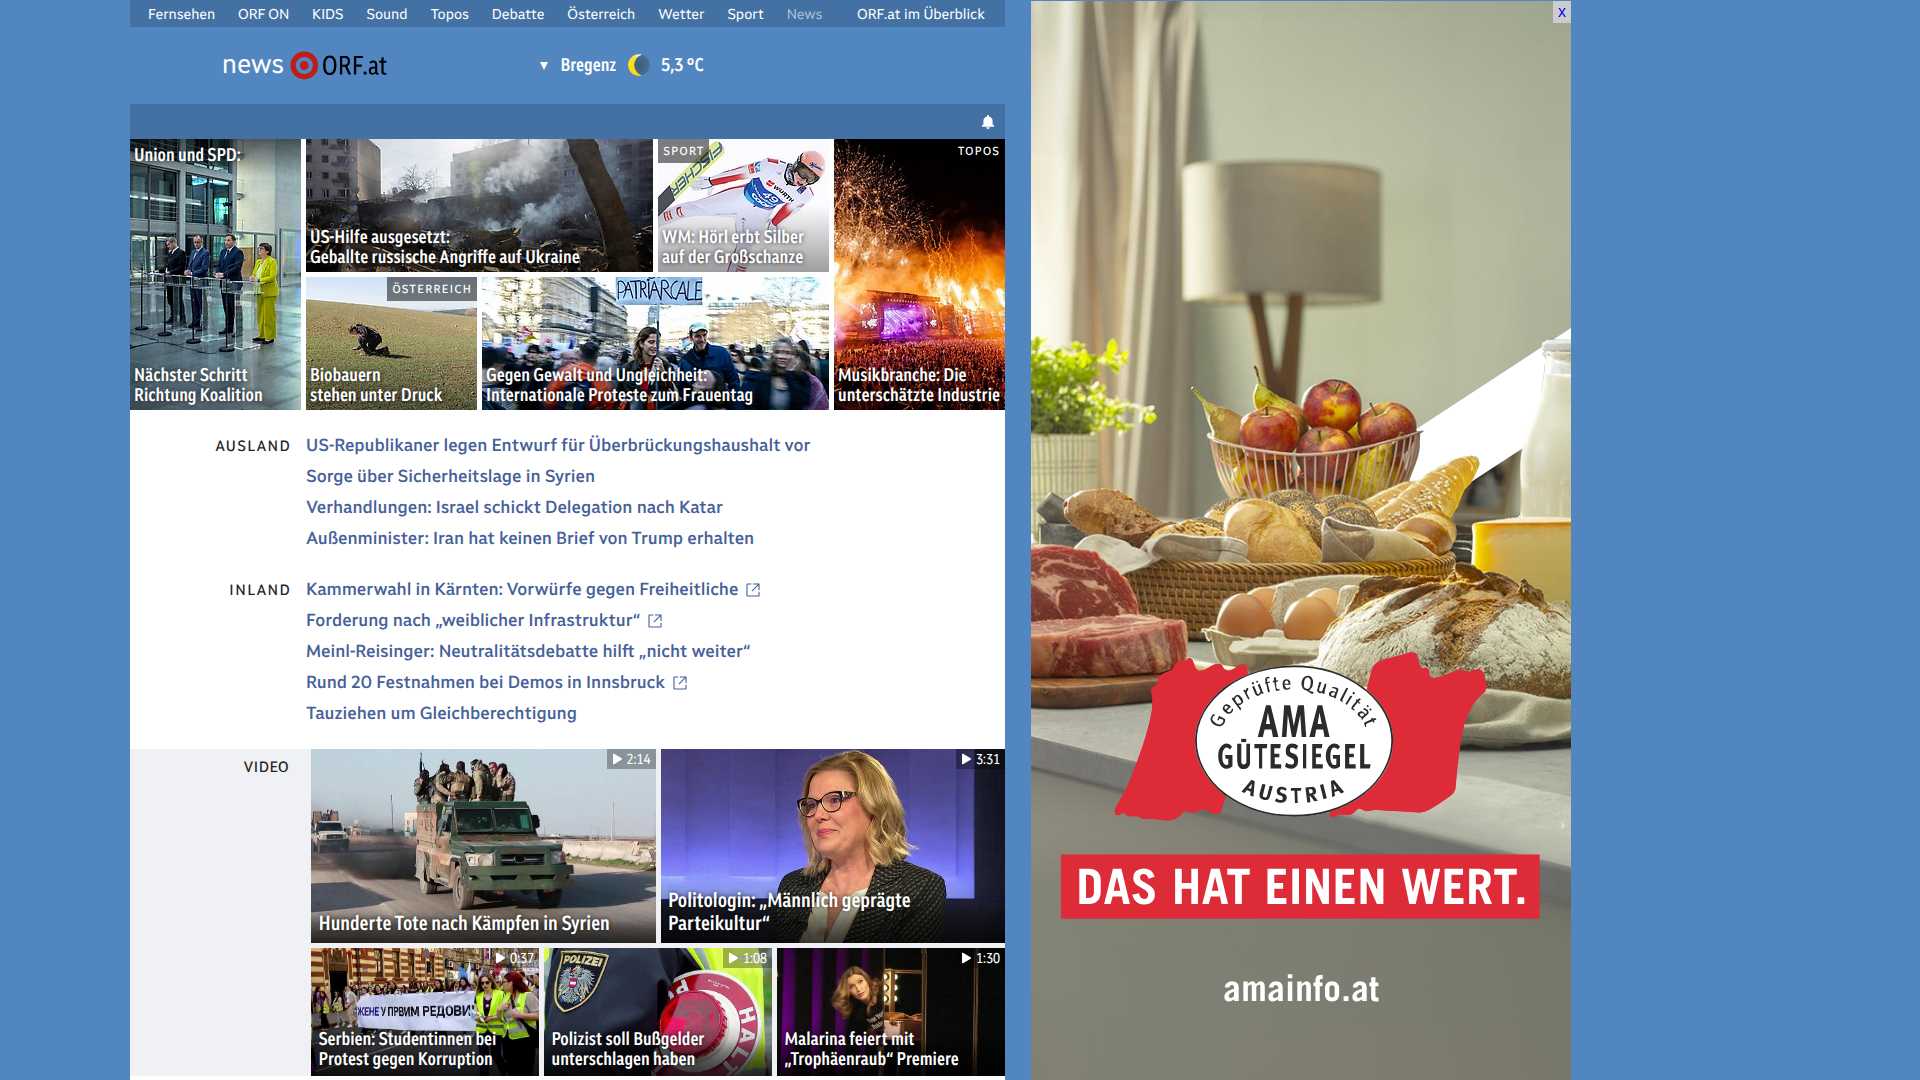 Fernsehen ORF ON KIDS Sound Topos Debatte Österreich Wetter Sport News ORF.at im Überblick
news ORF.at
Bregenz 5,3 °C
Union und SPD:
Nächster Schritt
Richtung Koalition
US-Hilfe ausgesetzt:
Geballte russische Angriffe auf Ukraine
SPORT
FISCHER
WÜRTH
49
WM: Hörl erbt Silber
auf der Großschanze
TOPOS
Musikbranche: Die
unterschätzte Industrie
ÖSTERREICH
Biobauern
stehen unter Druck
PATRIARCALE
Gegen Gewalt und Ungleichheit:
Internationale Proteste zum Frauentag
AUSLAND
US-Republikaner legen Entwurf für Überbrückungshaushalt vor
Sorge über Sicherheitslage in Syrien
Verhandlungen: Israel schickt Delegation nach Katar
Außenminister: Iran hat keinen Brief von Trump erhalten
INLAND
Kammerwahl in Kärnten: Vorwürfe gegen Freiheitliche
Forderung nach „weiblicher Infrastruktur“
Meinl-Reisinger: Neutralitätsdebatte hilft „nicht weiter“
Rund 20 Festnahmen bei Demos in Innsbruck
Tauziehen um Gleichberechtigung
VIDEO
2:14
Hunderte Tote nach Kämpfen in Syrien
3:31
Politologin: „Männlich geprägte
Parteikultur“
0:37
ЖЕНЕ У ПРВИМ РЕДОВИ
Serbien: Studentinnen bei
Protest gegen Korruption
1:08
POLIZEI
HALT
Polizist soll Bußgelder
unterschlagen haben
1:30
Malarina feiert mit
„Trophäenraub“ Premiere
X
Geprüfte Qualität
AMA
GÜTESIEGEL
AUSTRIA
DAS HAT EINEN WERT.
amainfo.at